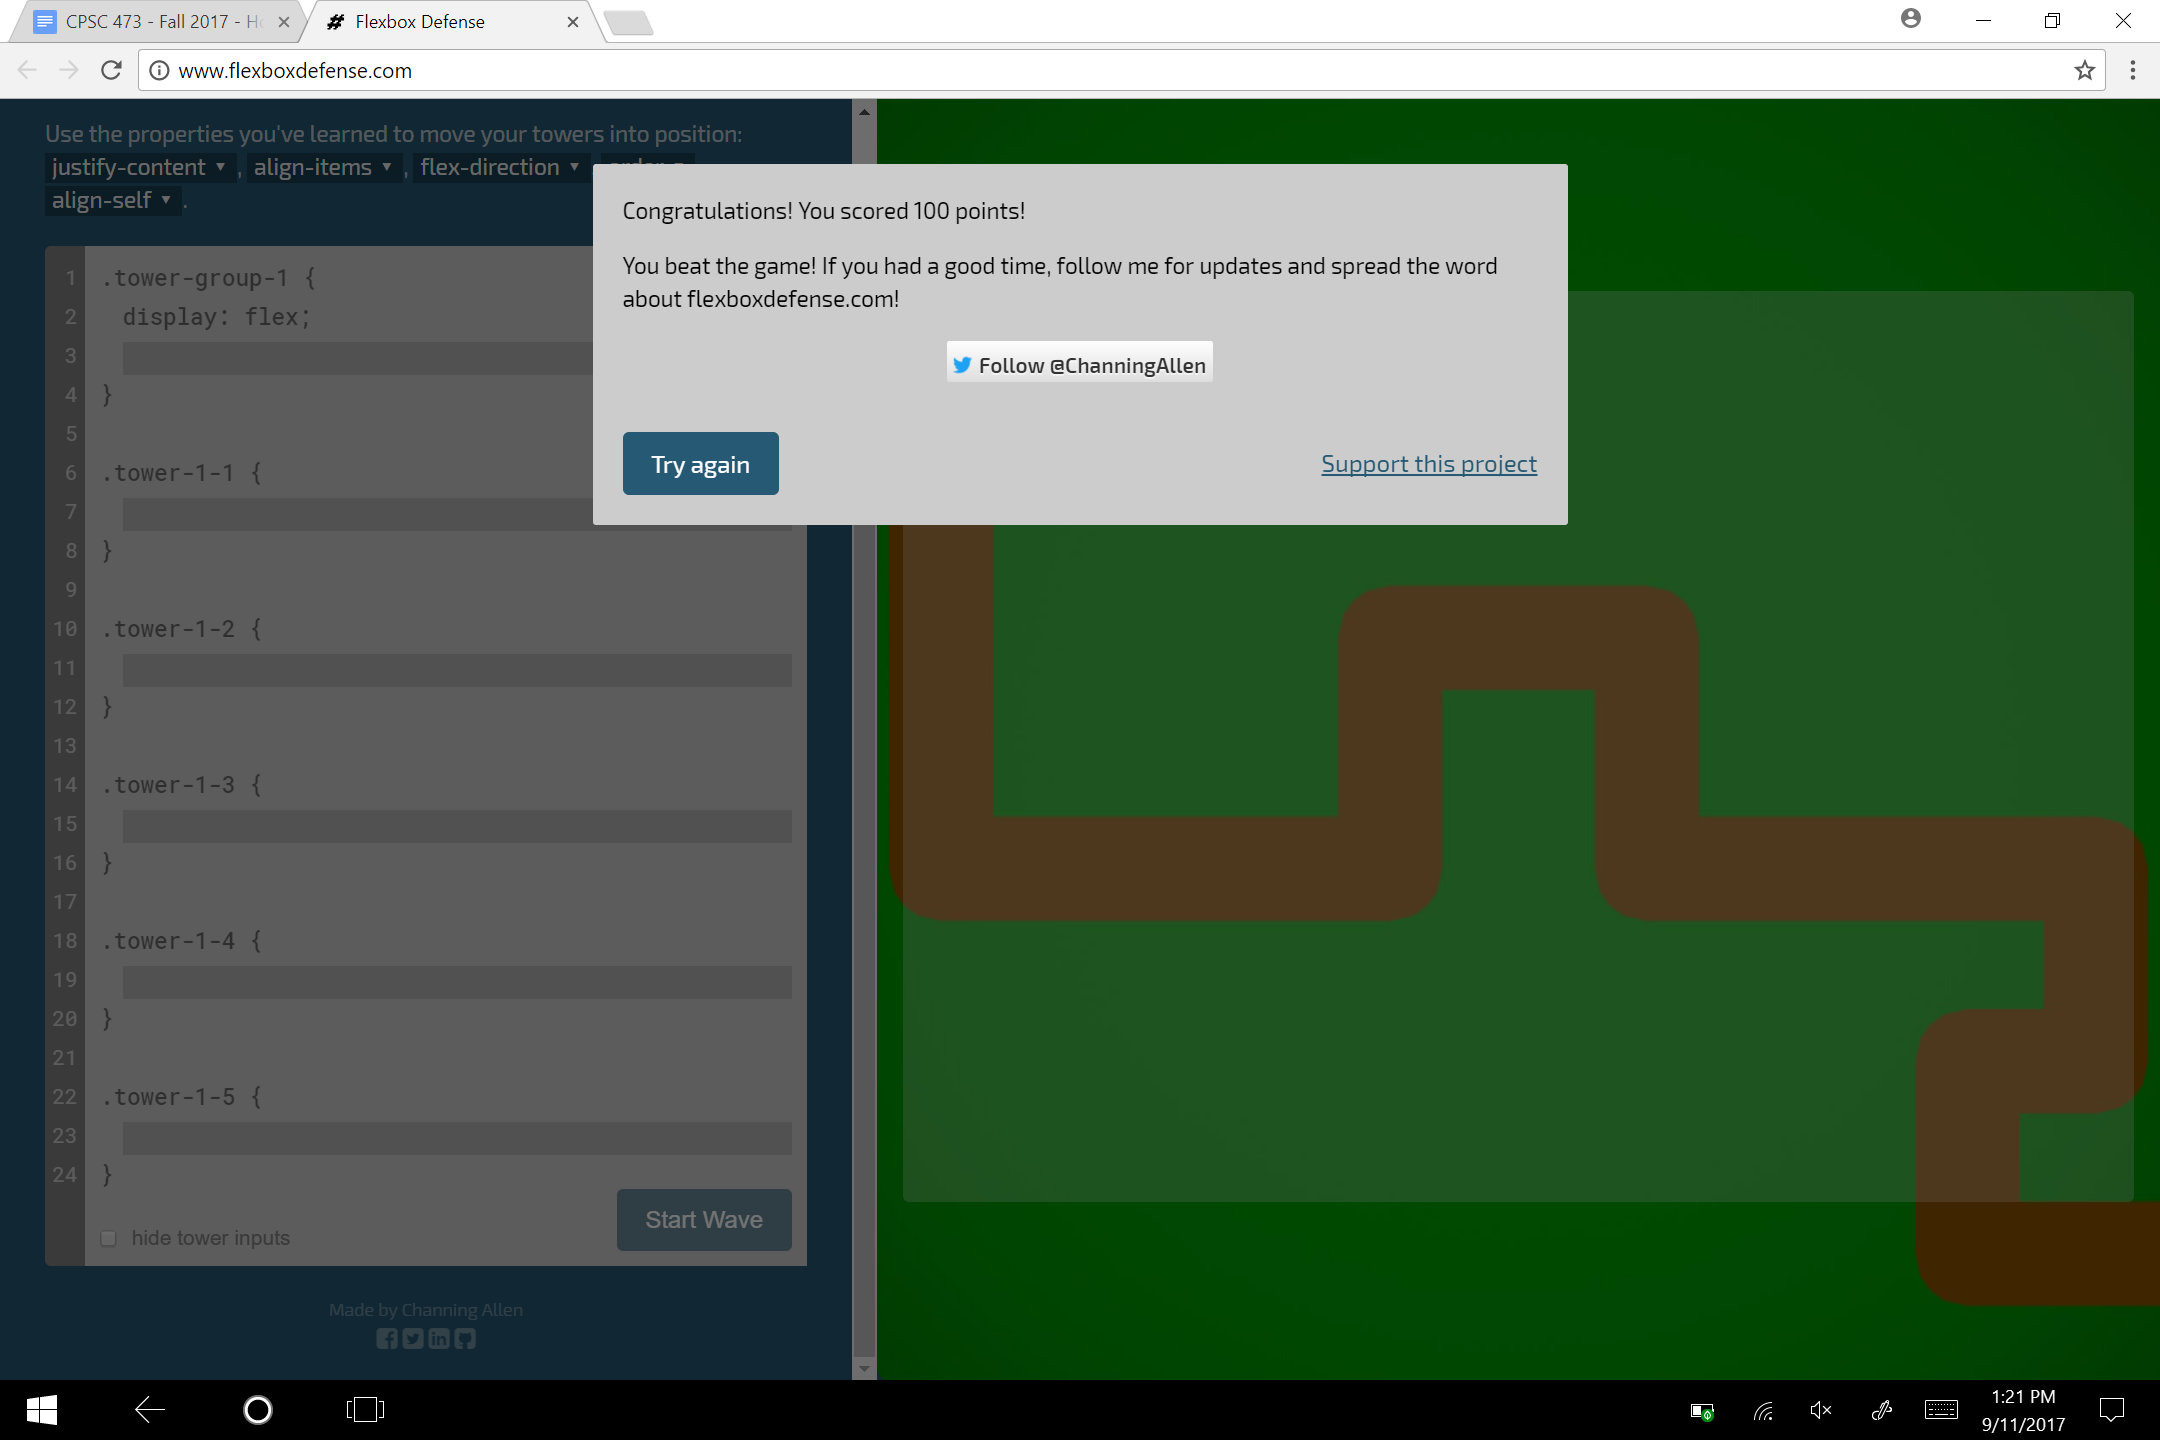 CPSC 473 - Fall 2017 - Ho
Flexbox Defense
www.flexboxdefense.com
Use the properties you've learned to move your towers into position:
justify-content ▼ , align-items ▼ , flex-direction ▼
align-self ▼ .
Congratulations! You scored 100 points!
You beat the game! If you had a good time, follow me for updates and spread the word
about flexboxdefense.com!
Follow @ChanningAllen
Try again
Support this project
1 .tower-group-1 {
2 display: flex;
3
4 }
5
6 .tower-1-1 {
7
8 }
9
10 .tower-1-2 {
11
12 }
13
14 .tower-1-3 {
15
16 }
17
18 .tower-1-4 {
19
20 }
21
22 .tower-1-5 {
23
24 }
hide tower inputs
Start Wave
Made by Channing Allen
1:21 PM
9/11/2017